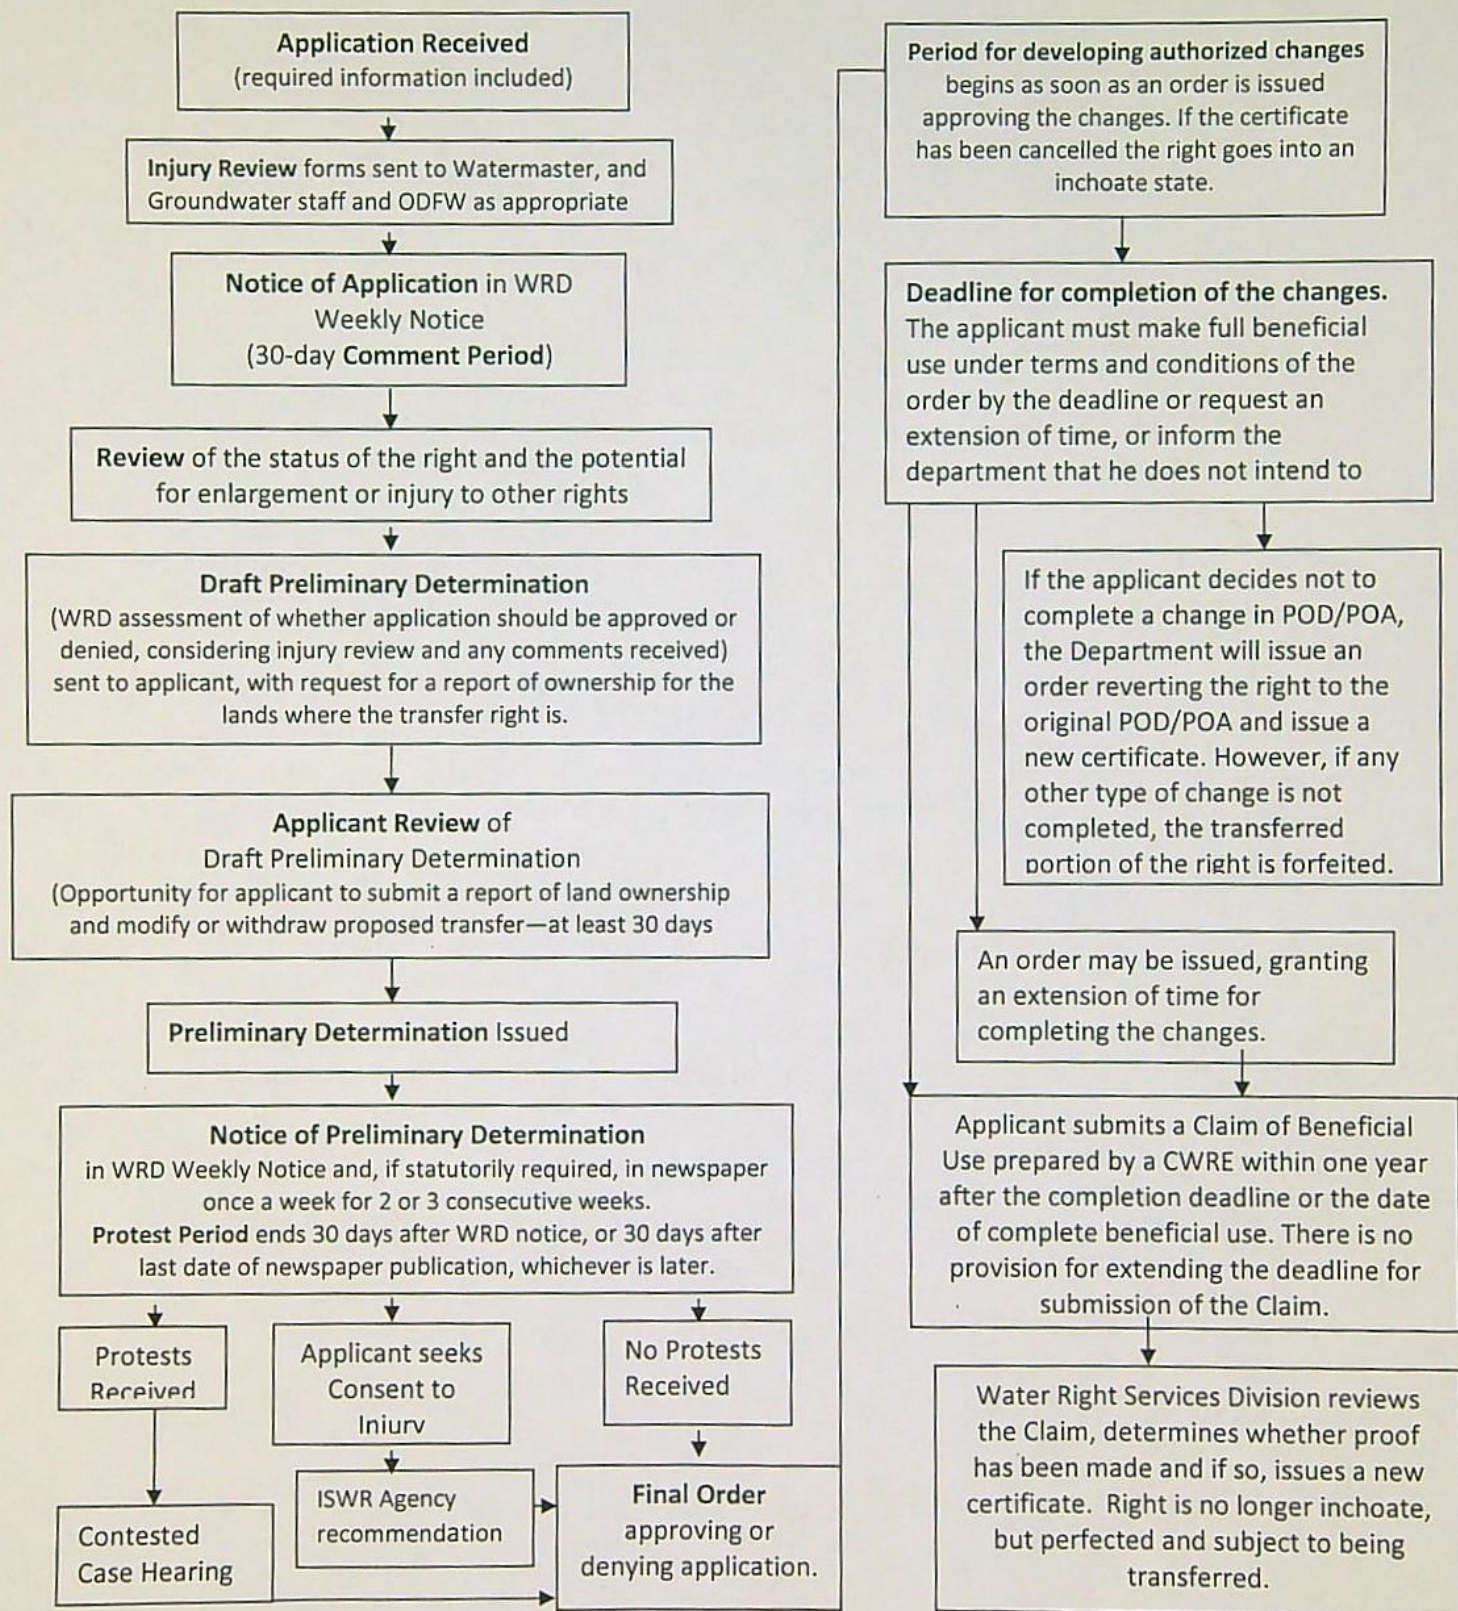 Application Received
(required information included)
Injury Review forms sent to Watermaster, and
Groundwater staff and ODFW as appropriate
Notice of Application in WRD
Weekly Notice
(30-day Comment Period)
Review of the status of the right and the potential
for enlargement or injury to other rights
Draft Preliminary Determination
(WRD assessment of whether application should be approved or
denied, considering injury review and any comments received)
sent to applicant, with request for a report of ownership for the
lands where the transfer right is.
Applicant Review of
Draft Preliminary Determination
(Opportunity for applicant to submit a report of land ownership
and modify or withdraw proposed transfer—at least 30 days
Preliminary Determination Issued
Notice of Preliminary Determination
in WRD Weekly Notice and, if statutorily required, in newspaper
once a week for 2 or 3 consecutive weeks.
Protest Period ends 30 days after WRD notice, or 30 days after
last date of newspaper publication, whichever is later.
Protests
Received
Applicant seeks
Consent to
Injury
No Protests
Received
Contested
Case Hearing
ISWR Agency
recommendation
Final Order
approving or
denying application.
Period for developing authorized changes
begins as soon as an order is issued
approving the changes. If the certificate
has been cancelled the right goes into an
inchoate state.
Deadline for completion of the changes.
The applicant must make full beneficial
use under terms and conditions of the
order by the deadline or request an
extension of time, or inform the
department that he does not intend to
If the applicant decides not to
complete a change in POD/POA,
the Department will issue an
order reverting the right to the
original POD/POA and issue a
new certificate. However, if any
other type of change is not
completed, the transferred
portion of the right is forfeited.
An order may be issued, granting
an extension of time for
completing the changes.
Applicant submits a Claim of Beneficial
Use prepared by a CWRE within one year
after the completion deadline or the date
of complete beneficial use. There is no
provision for extending the deadline for
submission of the Claim.
Water Right Services Division reviews
the Claim, determines whether proof
has been made and if so, issues a new
certificate. Right is no longer inchoate,
but perfected and subject to being
transferred.